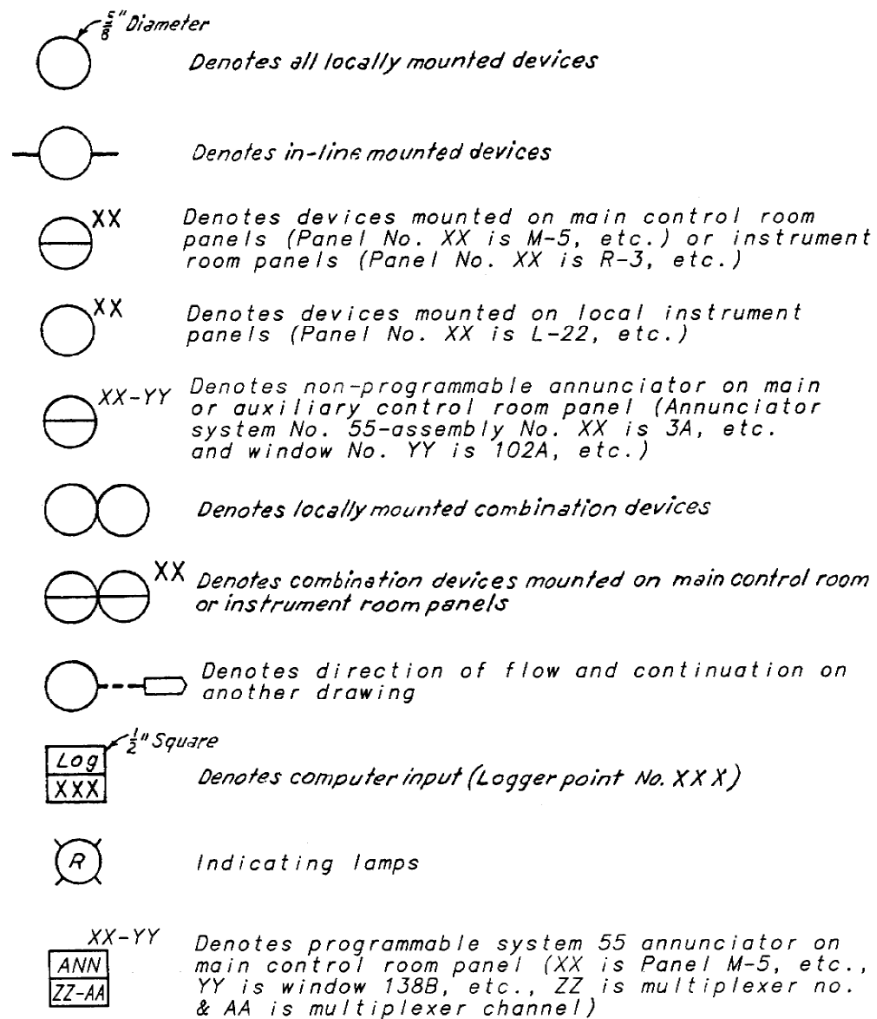 5/8" Diameter
Denotes all locally mounted devices
Denotes in-line mounted devices
XX
Denotes devices mounted on main control room
panels (Panel No. XX is M-5, etc.) or instrument
room panels (Panel No. XX is R-3, etc.)
XX
Denotes devices mounted on local instrument
panels (Panel No. XX is L-22, etc.)
XX-YY
Denotes non-programmable annunciator on main
or auxiliary control room panel (Annunciator
system No. 55-assembly No. XX is 3A, etc.
and window No. YY is 102A, etc.)
Denotes locally mounted combination devices
XX
Denotes combination devices mounted on main control room
or instrument room panels
Denotes direction of flow and continuation on
another drawing
1/2" Square
Log
XXX
Denotes computer input (Logger point No. XXX)
R
Indicating lamps
XX-YY
ANN
ZZ-AA
Denotes programmable system 55 annunciator on
main control room panel (XX is Panel M-5, etc.,
YY is window 138B, etc., ZZ is multiplexer no.
& AA is multiplexer channel)